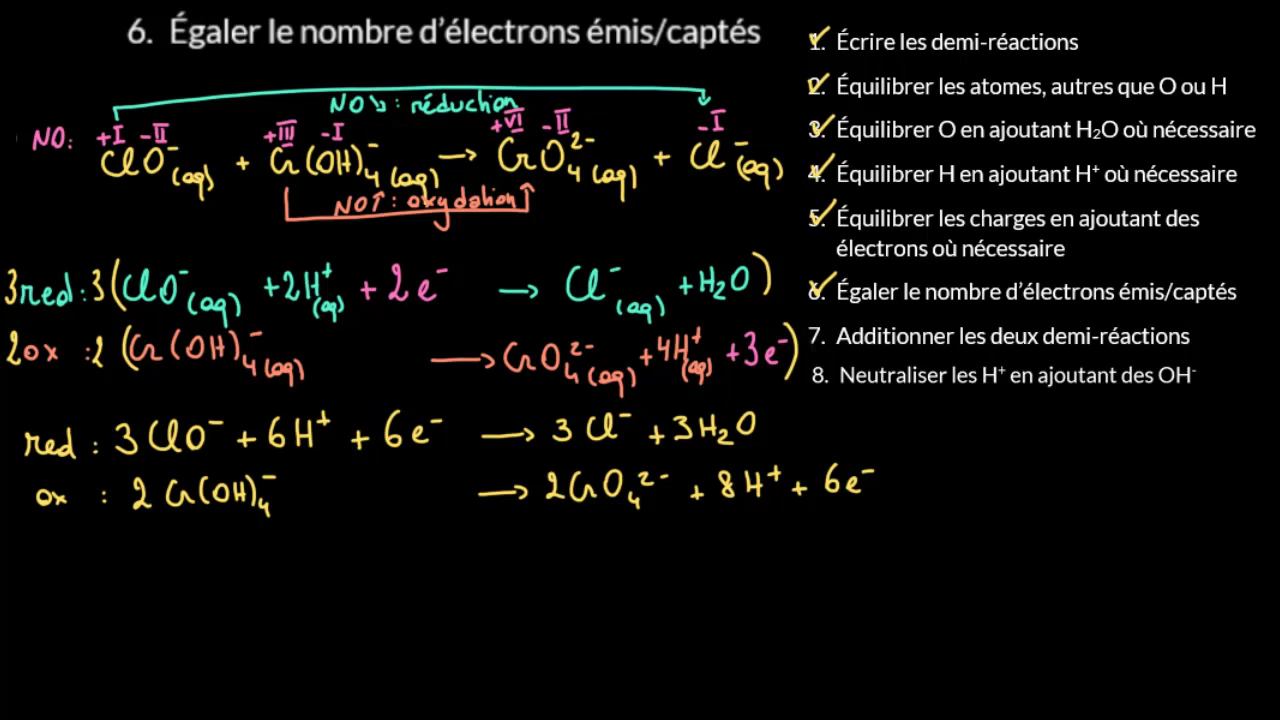 6. Égaler le nombre d’électrons émis/captés
NO↘: réduction
NO: +I -II +III -I +VI -II -I
ClO⁻(aq) + Cr(OH)₄⁻(aq) → CrO₄²⁻(aq) + Cl⁻(aq)
NO↑: oxydation
3red: 3(ClO⁻(aq) + 2H⁺(aq) + 2e⁻ → Cl⁻(aq) + H₂O)
2ox : 2(Cr(OH)₄⁻(aq) → CrO₄²⁻(aq) + 4H⁺(aq) + 3e⁻)
red : 3ClO⁻ + 6H⁺ + 6e⁻ → 3Cl⁻ + 3H₂O
ox : 2Cr(OH)₄⁻ → 2CrO₄²⁻ + 8H⁺ + 6e⁻
1. Écrire les demi-réactions
2. Équilibrer les atomes, autres que O ou H
3. Équilibrer O en ajoutant H₂O où nécessaire
4. Équilibrer H en ajoutant H⁺ où nécessaire
5. Équilibrer les charges en ajoutant des
électrons où nécessaire
6. Égaler le nombre d’électrons émis/captés
7. Additionner les deux demi-réactions
8. Neutraliser les H⁺ en ajoutant des OH⁻